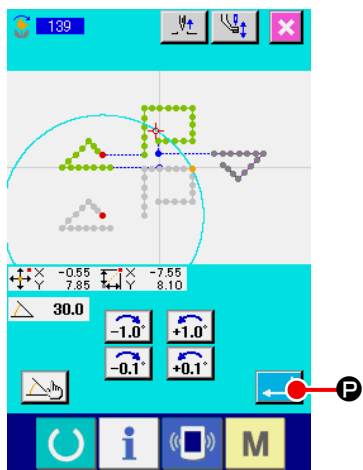 139
X -0.55 X -7.55
Y 7.85 Y 8.10
30.0
-1.0° +1.0°
-0.1° +0.1°
P
i M